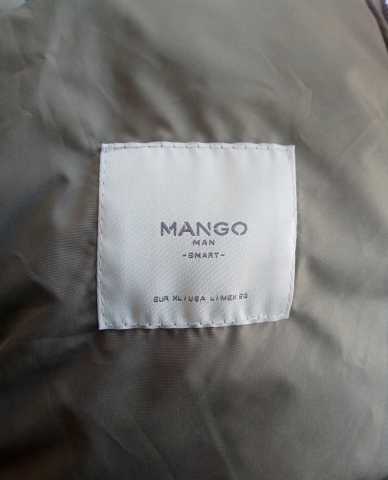 MANGO
MAN
-SMART-
EUR XL | USA L | MEX